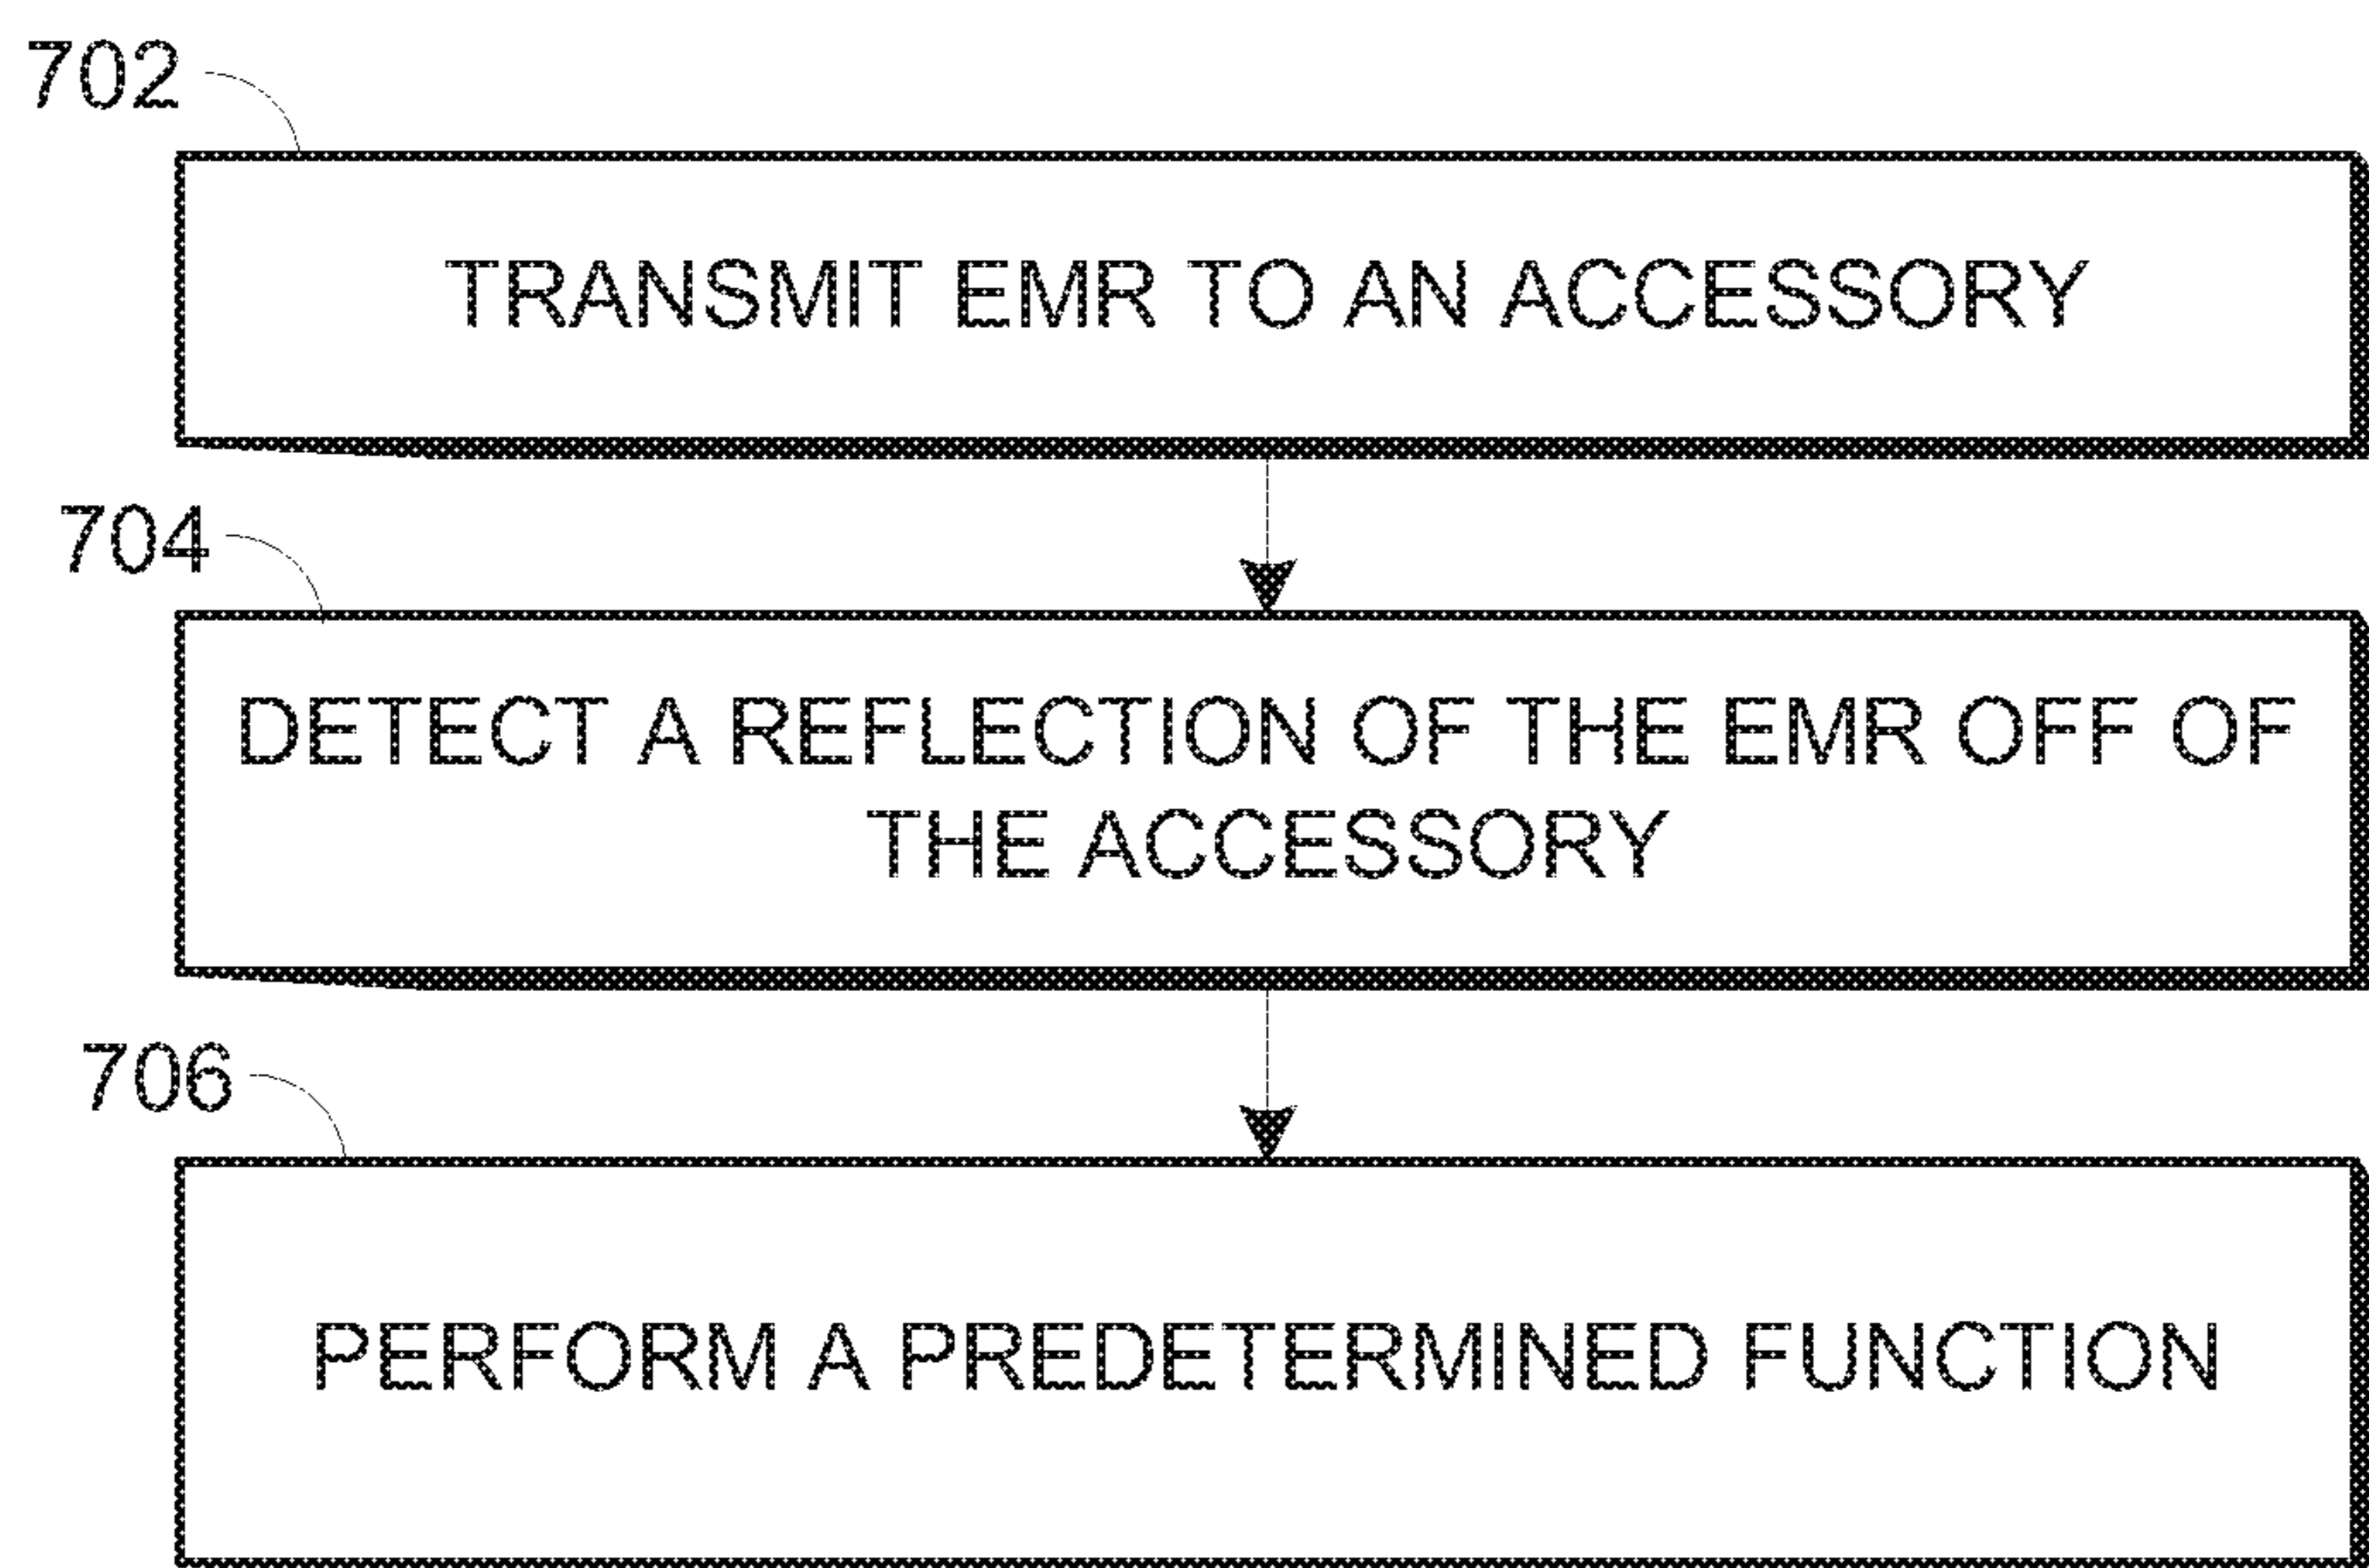 702
TRANSMIT EMR TO AN ACCESSORY
704
DETECT A REFLECTION OF THE EMR OFF OF
THE ACCESSORY
706
PERFORM A PREDETERMINED FUNCTION